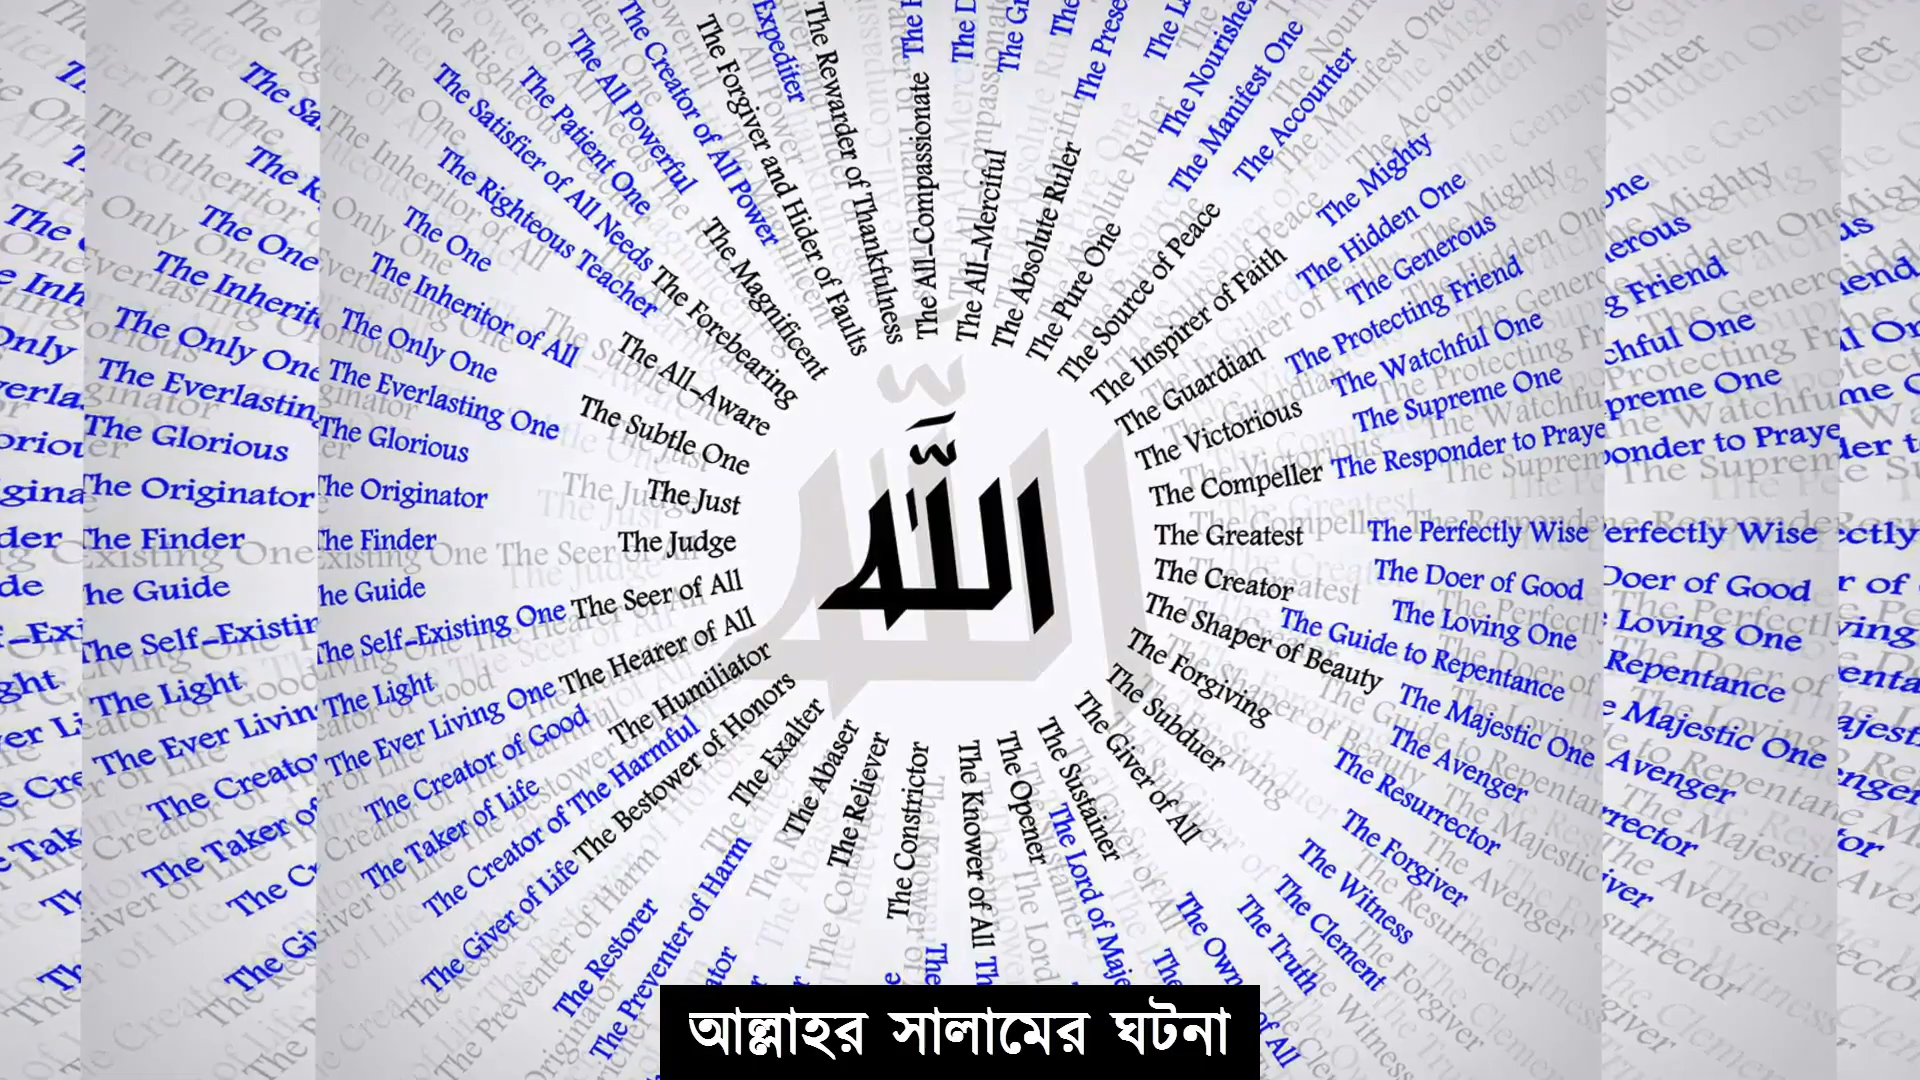 الله
The All-Compassionate
The All-Merciful
The Absolute Ruler
The Pure One
The Source of Peace
The Inspirer of Faith
The Guardian
The Victorious
The Compeller
The Greatest
The Creator
The Shaper of Beauty
The Forgiving
The Subduer
The Giver of All
The Sustainer
The Opener
The Knower of All
The Constrictor
The Reliever
The Abaser
The Exalter
The Bestower of Honors
The Humiliator
The Hearer of All
The Seer of All
The Judge
The Just
The Subtle One
The All-Aware
The Forebearing
The Magnificent
The Forgiver and Hider of Faults
The Rewarder of Thankfulness
The Nourisher
The Accounter
The Mighty
The Generous
The Watchful One
The Responder to Praye
The Perfectly Wise
The Loving One
The Majestic One
The Resurrector
The Witness
The Truth
The Creator of All Power
The All Powerful
The Patient One
The Satisfier of All Needs
The Righteous Teacher
The One
The Inheritor of All
The Only One
The Everlasting One
The Glorious
The Originator
The Finder
he Guide
The Self-Existing One
The Light
The Ever Living One
The Creator of Good
The Taker of Life
The Creator of The Harmful
The Giver of Life
The Restorer
The Preventer of Harm
Expediter
The Manifest One
The Hidden One
The Protecting Friend
The Supreme One
The Doer of Good
The Guide to Repentance
The Avenger
The Forgiver
The Clement
The Lord of Maje
আল্লাহর সালামের ঘটনা